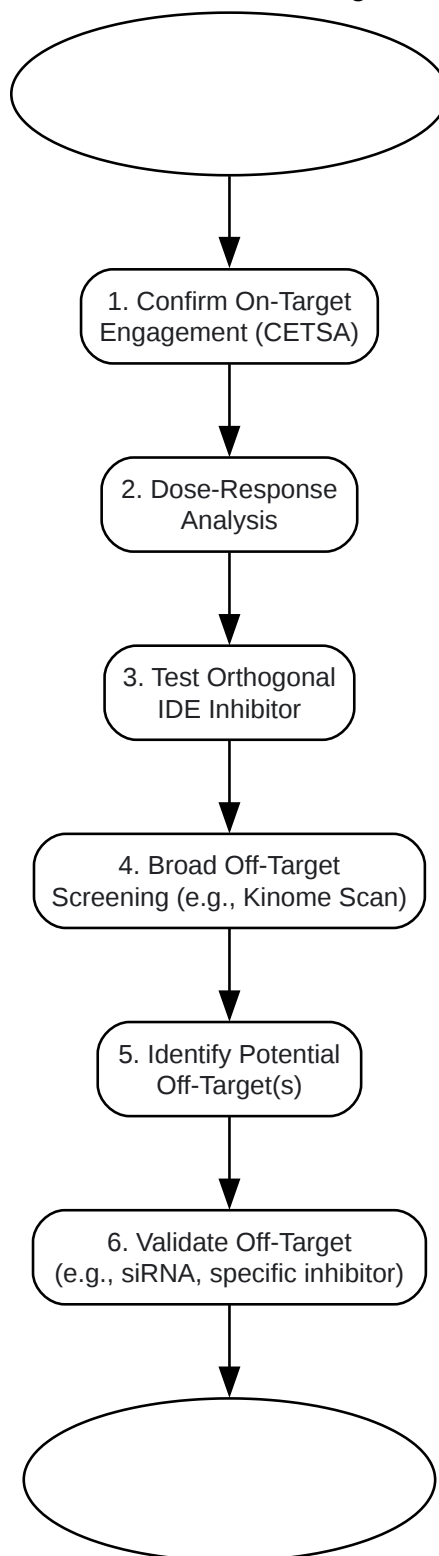 1. Confirm On-Target
Engagement (CETSA)
2. Dose-Response
Analysis
3. Test Orthogonal
IDE Inhibitor
4. Broad Off-Target
Screening (e.g., Kinome Scan)
5. Identify Potential
Off-Target(s)
6. Validate Off-Target
(e.g., siRNA, specific inhibitor)